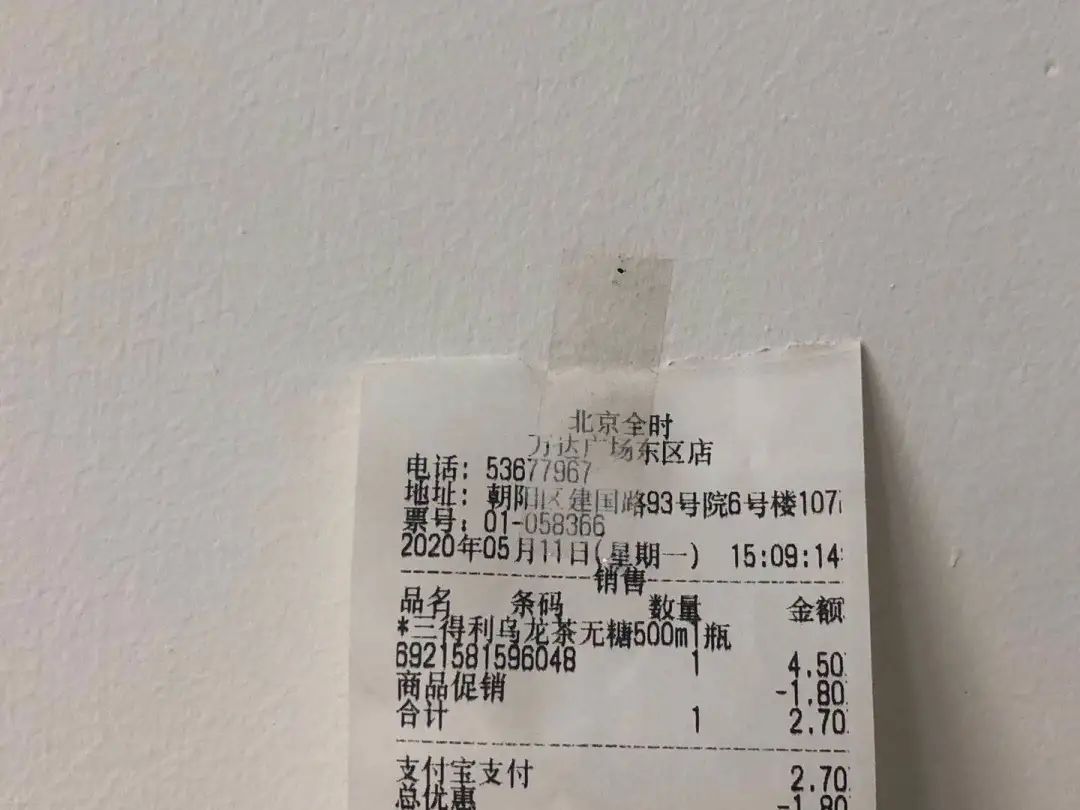 北京全时
万达广场东区店
电话: 53677967
地址: 朝阳区建国路93号院6号楼107
票号: 01-058366
2020年05月11日(星期一) 15:09:14
销售
品名 条码 数量 金额
*三得利乌龙茶无糖500ml瓶
6921581596048 1 4.50
商品促销 -1.80
合计 1 2.70
支付宝支付 2.70
总优惠 -1.80